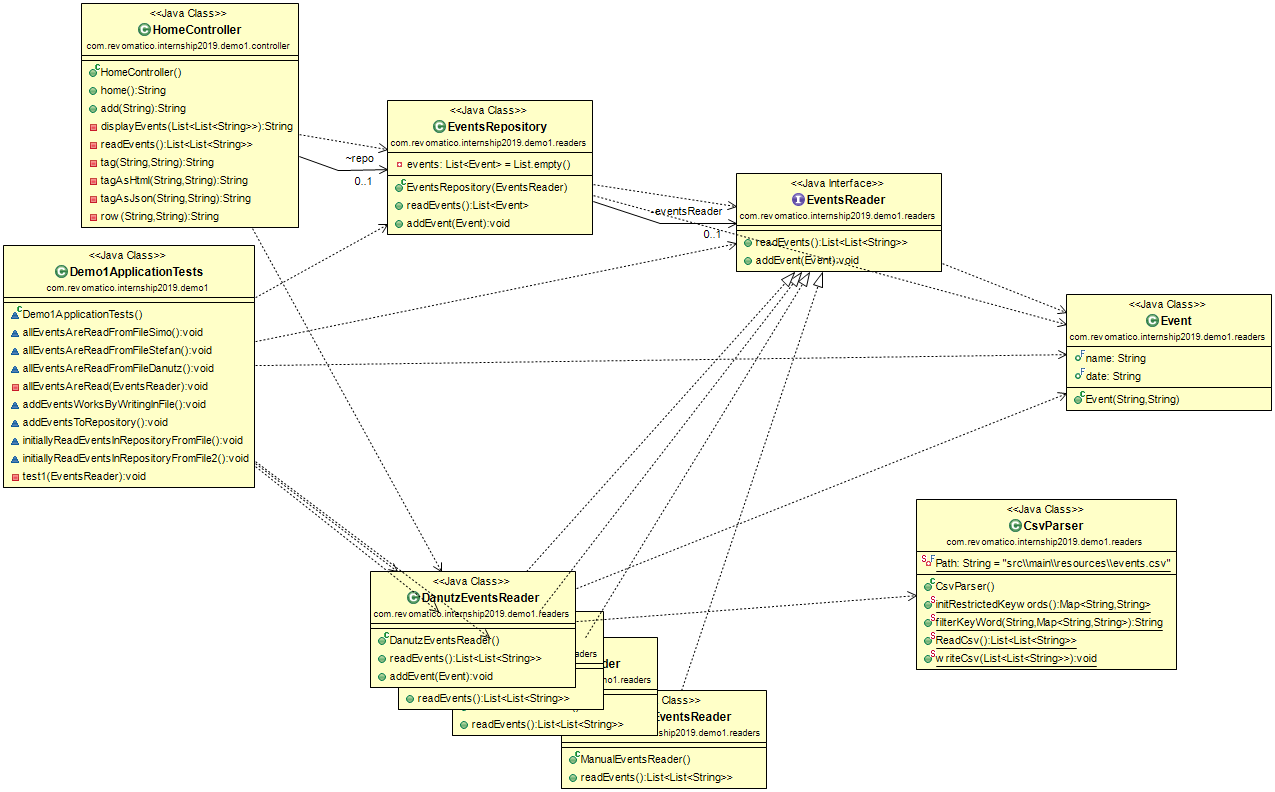 <<Java Class>>
HomeController
com.revomatico.internship2019.demo1.controller
HomeController()
home():String
add(String):String
displayEvents(List<List<String>>):String
readEvents():List<List<String>>
tag(String,String):String
tagAsHtml(String,String):String
tagAsJson(String,String):String
row(String,String):String
<<Java Class>>
EventsRepository
com.revomatico.internship2019.demo1.readers
events: List<Event> = List.empty()
EventsRepository(EventsReader)
readEvents():List<Event>
addEvent(Event):void
~repo
0..1
<<Java Interface>>
EventsReader
com.revomatico.internship2019.demo1.readers
readEvents():List<List<String>>
addEvent(Event):void
-eventsReader
0..1
<<Java Class>>
Demo1ApplicationTests
com.revomatico.internship2019.demo1
Demo1ApplicationTests()
allEventsAreReadFromFileSimo():void
allEventsAreReadFromFileStefan():void
allEventsAreReadFromFileDanutz():void
allEventsAreRead(EventsReader):void
addEventsWorksByWritingInFile():void
addEventsToRepository():void
initiallyReadEventsInRepositoryFromFile():void
initiallyReadEventsInRepositoryFromFile2():void
test1(EventsReader):void
<<Java Class>>
Event
com.revomatico.internship2019.demo1.readers
name: String
date: String
Event(String,String)
<<Java Class>>
CsvParser
com.revomatico.internship2019.demo1.readers
Path: String = "src\\main\\resources\\events.csv"
CsvParser()
initRestrictedKeywords():Map<String,String>
filterKeyWord(String,Map<String,String>):String
ReadCsv():List<List<String>>
writeCsv(List<List<String>>):void
<<Java Class>>
DanutzEventsReader
com.revomatico.internship2019.demo1.readers
DanutzEventsReader()
readEvents():List<List<String>>
addEvent(Event):void
aders
readEvents():List<List<String>>
der
mo1.readers
readEvents():List<List<String>>
Class>>
EventsReader
ship2019.demo1.readers
ManualEventsReader()
readEvents():List<List<String>>